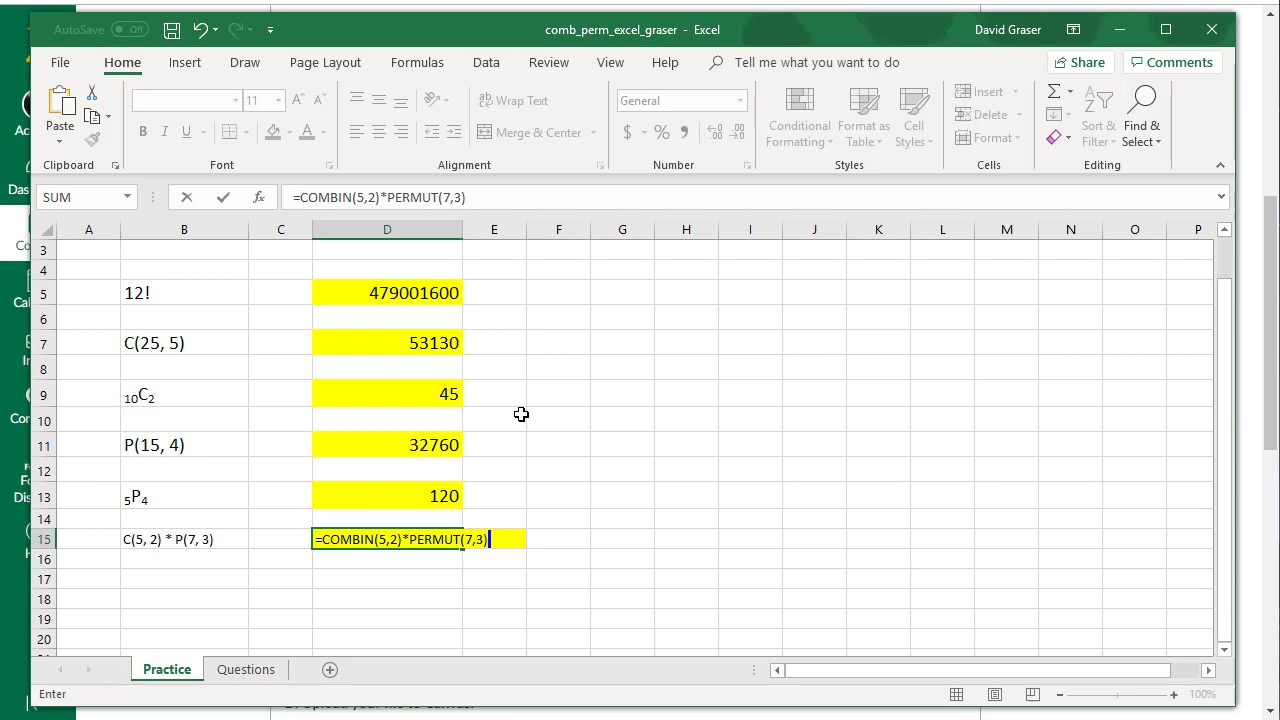 AutoSave Off
comb_perm_excel_graser - Excel
David Graser
File Home Insert Draw Page Layout Formulas Data Review View Help Tell me what you want to do Share Comments
Paste
11
B I U
A A
Wrap Text
Merge & Center
General
$ % ,
Conditional Formatting
Format as Table
Cell Styles
Insert
Delete
Format
Sort & Filter
Find & Select
Clipboard Font Alignment Number Styles Cells Editing
SUM fx =COMBIN(5,2)*PERMUT(7,3)
A B C D E F G H I J K L M N O P
3
4
5 12! 479001600
6
7 C(25, 5) 53130
8
9 ₁₀C₂ 45
10
11 P(15, 4) 32760
12
13 ₅P₄ 120
14
15 C(5, 2) * P(7, 3) =COMBIN(5,2)*PERMUT(7,3)
16
17
18
19
20
Practice Questions
Enter 100%